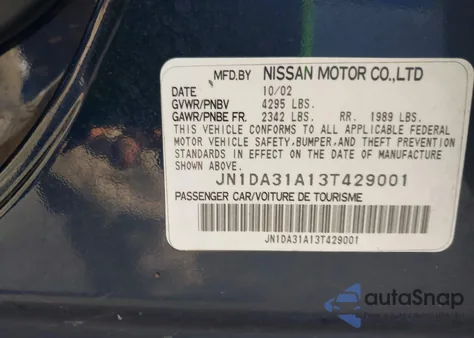 MFD.BY NISSAN MOTOR CO.,LTD
DATE 10/02
GVWR/PNBV 4295 LBS.
GAWR/PNBE FR. 2342 LBS. RR. 1989 LBS.
THIS VEHICLE CONFORMS TO ALL APPLICABLE FEDERAL
MOTOR VEHICLE SAFETY,BUMPER,AND THEFT PREVENTION
STANDARDS IN EFFECT ON THE DATE OF MANUFACTURE
SHOWN ABOVE.
JN1DA31A13T429001
PASSENGER CAR/VOITURE DE TOURISME
JN1DA31A13T429001
autoSnap